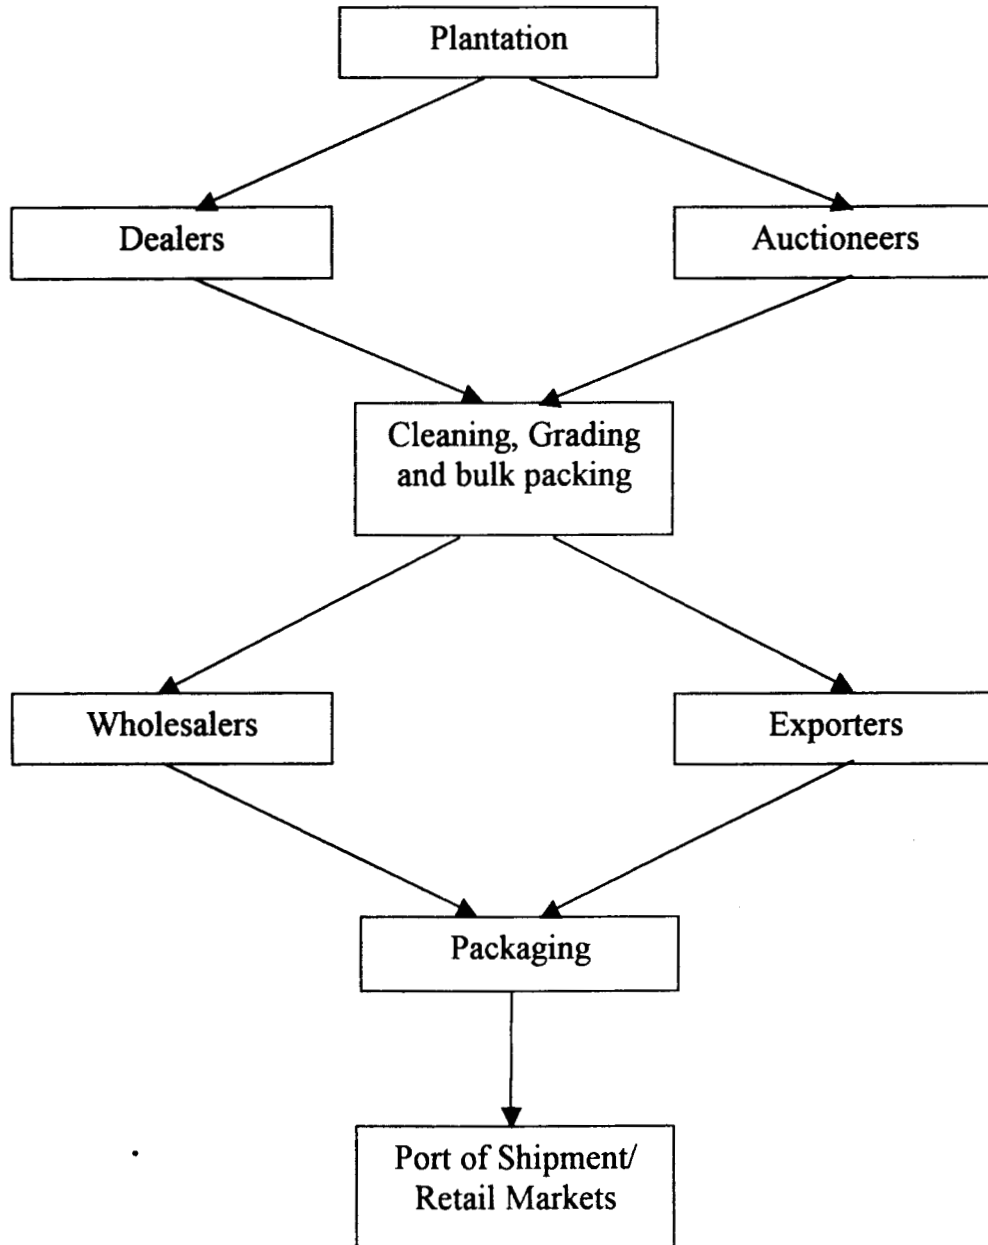 Plantation
Dealers
Auctioneers
Cleaning, Grading
and bulk packing
Wholesalers
Exporters
Packaging
Port of Shipment/
Retail Markets